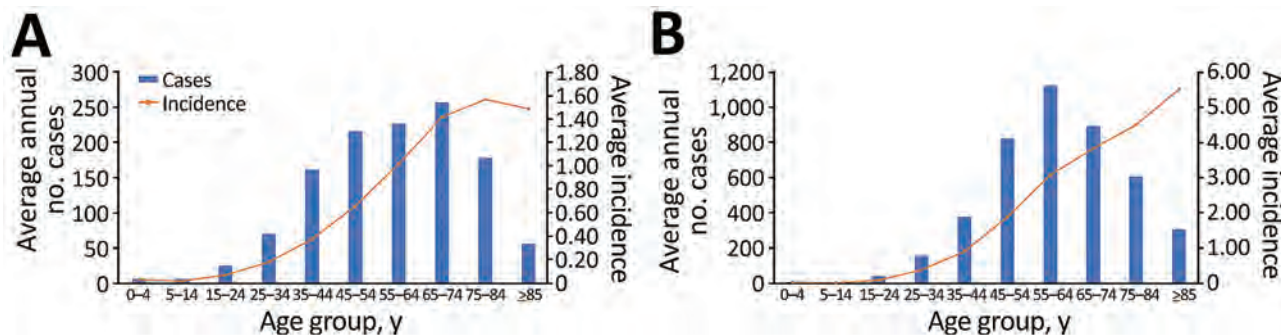 A
Average annual
no. cases
300
250
200
150
100
50
0
Cases
Incidence
1.80
1.60
1.40
1.20
1.00
0.80
0.60
0.40
0.20
0
Average incidence
0–4 5–14 15–24 25–34 35–44 45–54 55–64 65–74 75–84 ≥85
Age group, y
B
Average annual
no. cases
1,200
1,000
800
600
400
200
0
6.00
5.00
4.00
3.00
2.00
1.00
0
Average incidence
0–4 5–14 15–24 25–34 35–44 45–54 55–64 65–74 75–84 ≥85
Age group, y